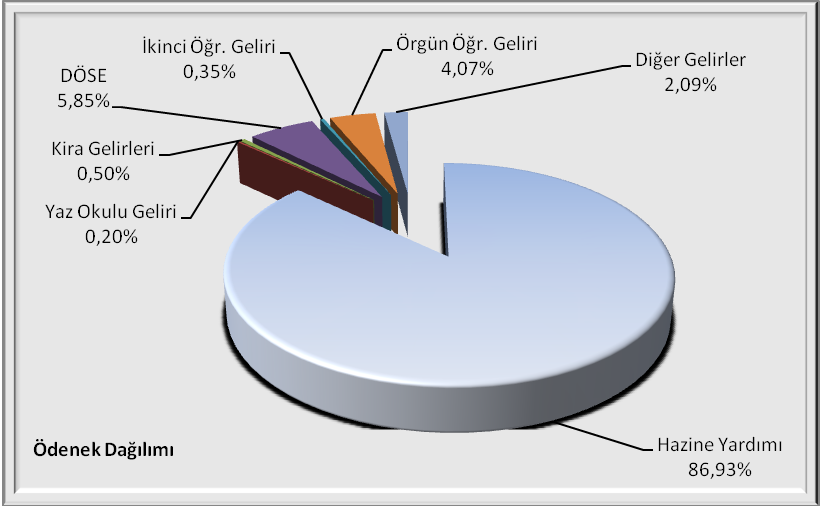 İkinci Öğr. Geliri
0,35%
Örgün Öğr. Geliri
4,07%
Diğer Gelirler
2,09%
DÖSE
5,85%
Kira Gelirleri
0,50%
Yaz Okulu Geliri
0,20%
Hazine Yardımı
86,93%
Ödenek Dağılımı